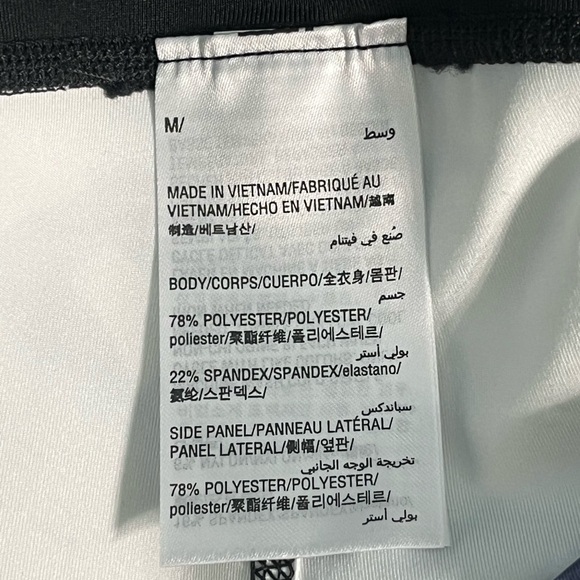 M/
وسط
MADE IN VIETNAM/FABRIQUÉ AU
VIETNAM/HECHO EN VIETNAM/越南
制造/베트남산/
صُنع في فيتنام
BODY/CORPS/CUERPO/全衣身/몸판/
جسم
78% POLYESTER/POLYESTER/
poliester/聚酯纤维/폴리에스테르/
بولي أستر
22% SPANDEX/SPANDEX/elastano/
氨纶/스판덱스/
سباندكس
SIDE PANEL/PANNEAU LATÉRAL/
PANEL LATERAL/侧幅/옆판/
تخريجة الوجه الجانبي
78% POLYESTER/POLYESTER/
poliester/聚酯纤维/폴리에스테르/
بولي أستر